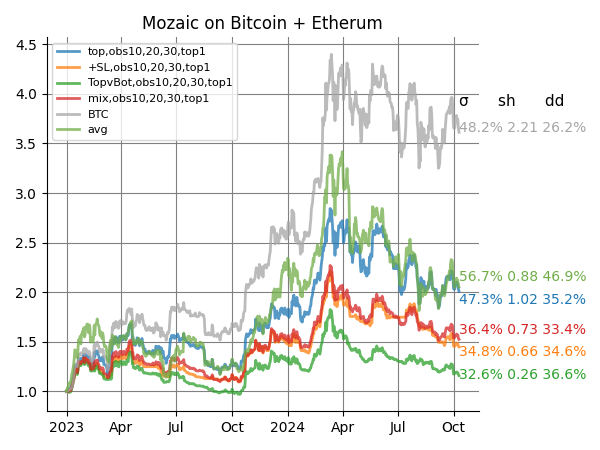 Mozaic on Bitcoin + Etherum
4.5
4.0
3.5
3.0
2.5
2.0
1.5
1.0
top,obs10,20,30,top1
+SL,obs10,20,30,top1
TopvBot,obs10,20,30,top1
mix,obs10,20,30,top1
BTC
avg
σ sh dd
48.2% 2.21 26.2%
56.7% 0.88 46.9%
47.3% 1.02 35.2%
36.4% 0.73 33.4%
34.8% 0.66 34.6%
32.6% 0.26 36.6%
2023 Apr Jul Oct 2024 Apr Jul Oct